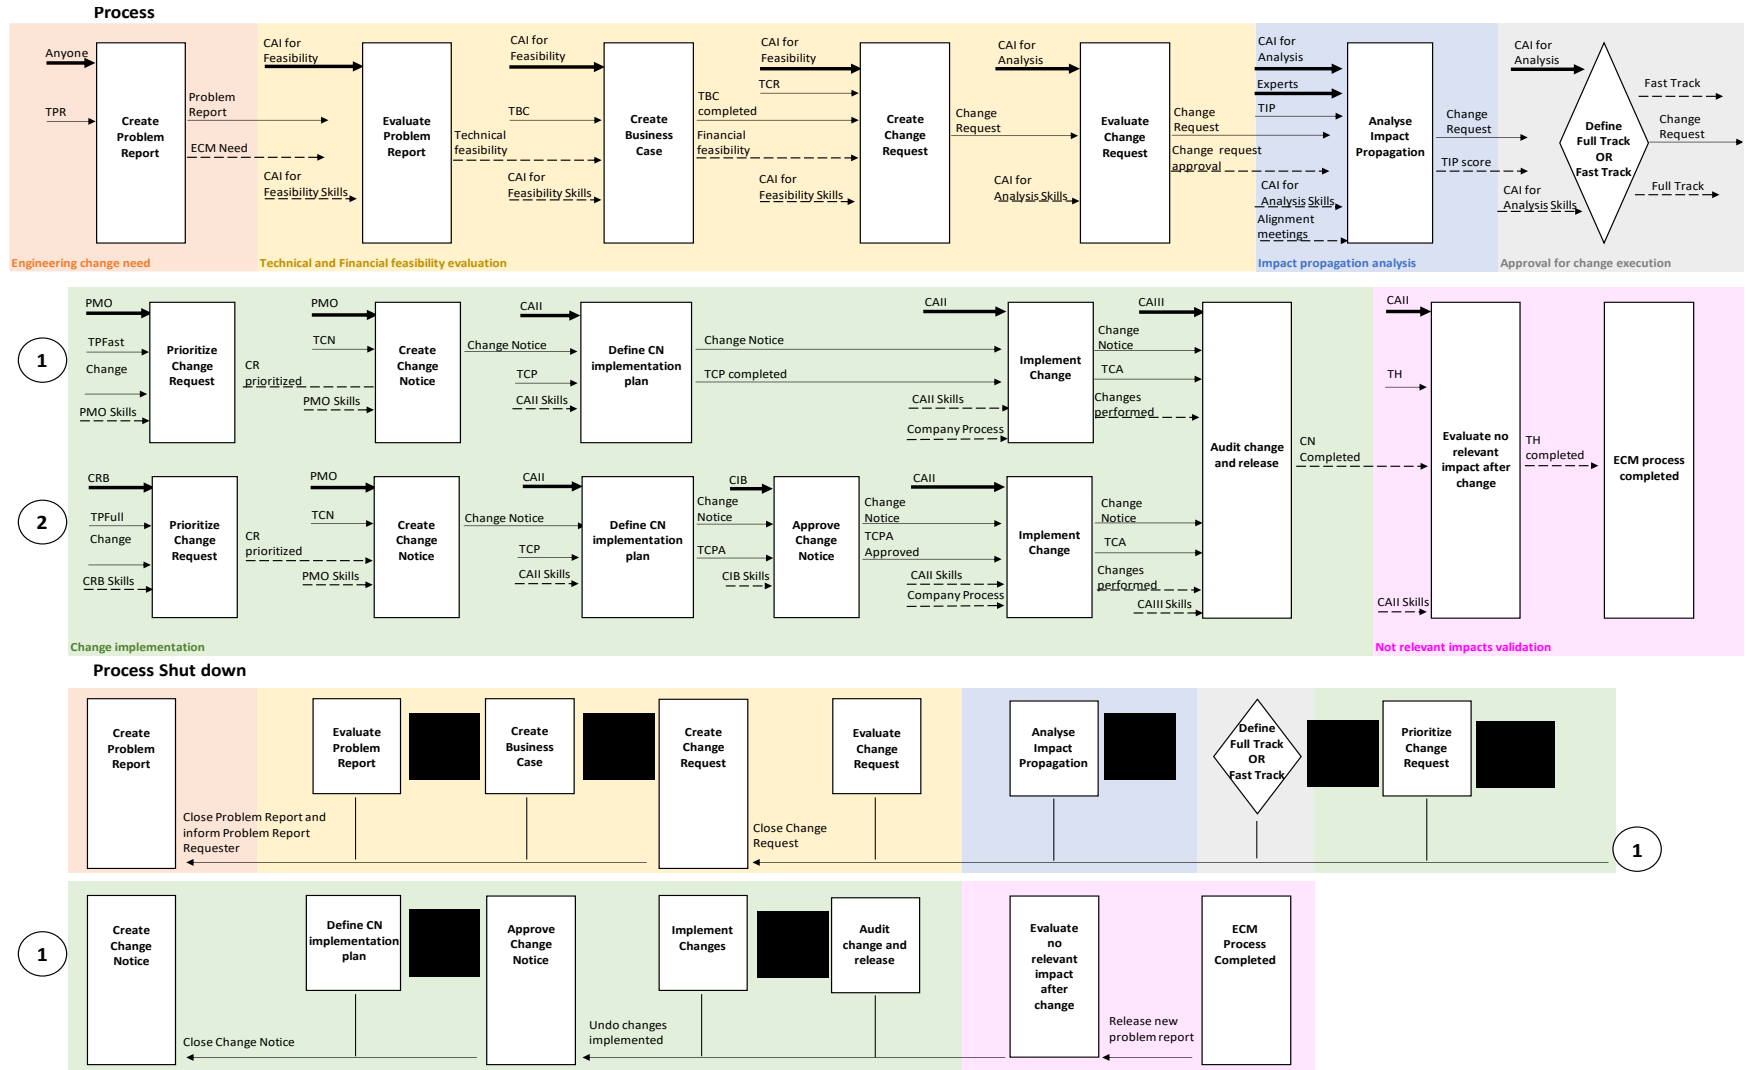 Process
Anyone
TPR
Create
Problem
Report
Problem
Report
ECM Need
CAI for
Feasibility
CAI for
Feasibility Skills
Evaluate
Problem
Report
Technical
feasibility
CAI for
Feasibility
TBC
CAI for
Feasibility Skills
Create
Business
Case
TBC
completed
Financial
feasibility
CAI for
Feasibility
TCR
CAI for
Feasibility Skills
Create
Change
Request
Change
Request
CAI for
Analysis
CAI for
Analysis Skills
Evaluate
Change
Request
Change
Request
Change request
approval
CAI for
Analysis
Experts
TIP
CAI for
Analysis Skills
Alignment
meetings
Analyse
Impact
Propagation
Change
Request
TIP score
CAI for
Analysis
CAI for
Analysis Skills
Define
Full Track
OR
Fast Track
Fast Track
Change
Request
Full Track
Engineering change need
Technical and Financial feasibility evaluation
Impact propagation analysis
Approval for change execution
1
PMO
TPFast
Change
PMO Skills
Prioritize
Change
Request
CR
prioritized
PMO
TCN
PMO Skills
Create
Change
Notice
Change Notice
CAII
TCP
CAII Skills
Define CN
implementation
plan
Change Notice
TCP completed
CAII
CAII Skills
Company Process
Implement
Change
CAIII
Change
Notice
TCA
Changes
performed
Audit change
and release
CN
Completed
CAII
TH
CAII Skills
Evaluate no
relevant
impact after
change
TH
completed
ECM process
completed
2
CRB
TPFull
Change
CRB Skills
Prioritize
Change
Request
CR
prioritized
PMO
TCN
PMO Skills
Create
Change
Notice
Change Notice
CAII
TCP
CAII Skills
Define CN
implementation
plan
CIB
Change
Notice
TCPA
CIB Skills
Approve
Change
Notice
CAII
Change
Notice
TCPA
Approved
CAII Skills
Company Process
Implement
Change
Change
Notice
TCA
Changes
performed
CAIII Skills
Change implementation
Not relevant impacts validation
Process Shut down
Create
Problem
Report
Close Problem Report and
inform Problem Report
Requester
Evaluate
Problem
Report
Create
Business
Case
Create
Change
Request
Close Change
Request
Evaluate
Change
Request
Analyse
Impact
Propagation
Define
Full Track
OR
Fast Track
Prioritize
Change
Request
1
1
Create
Change
Notice
Close Change Notice
Define CN
implementation
plan
Approve
Change
Notice
Undo changes
implemented
Implement
Changes
Audit
change and
release
Evaluate
no
relevant
impact
after
change
Release new
problem report
ECM
Process
Completed